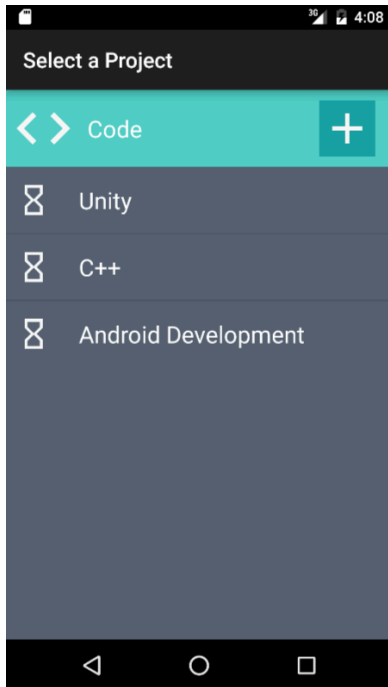 3G 4:08
Select a Project
Code
Unity
C++
Android Development